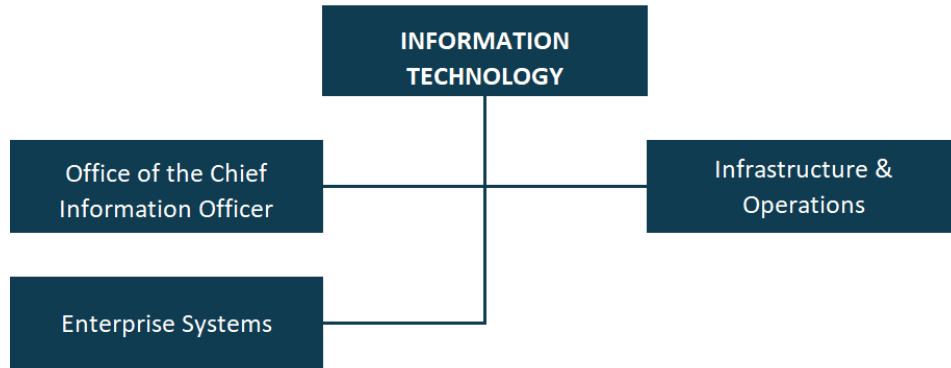 INFORMATION
TECHNOLOGY
Office of the Chief
Information Officer
Infrastructure &
Operations
Enterprise Systems